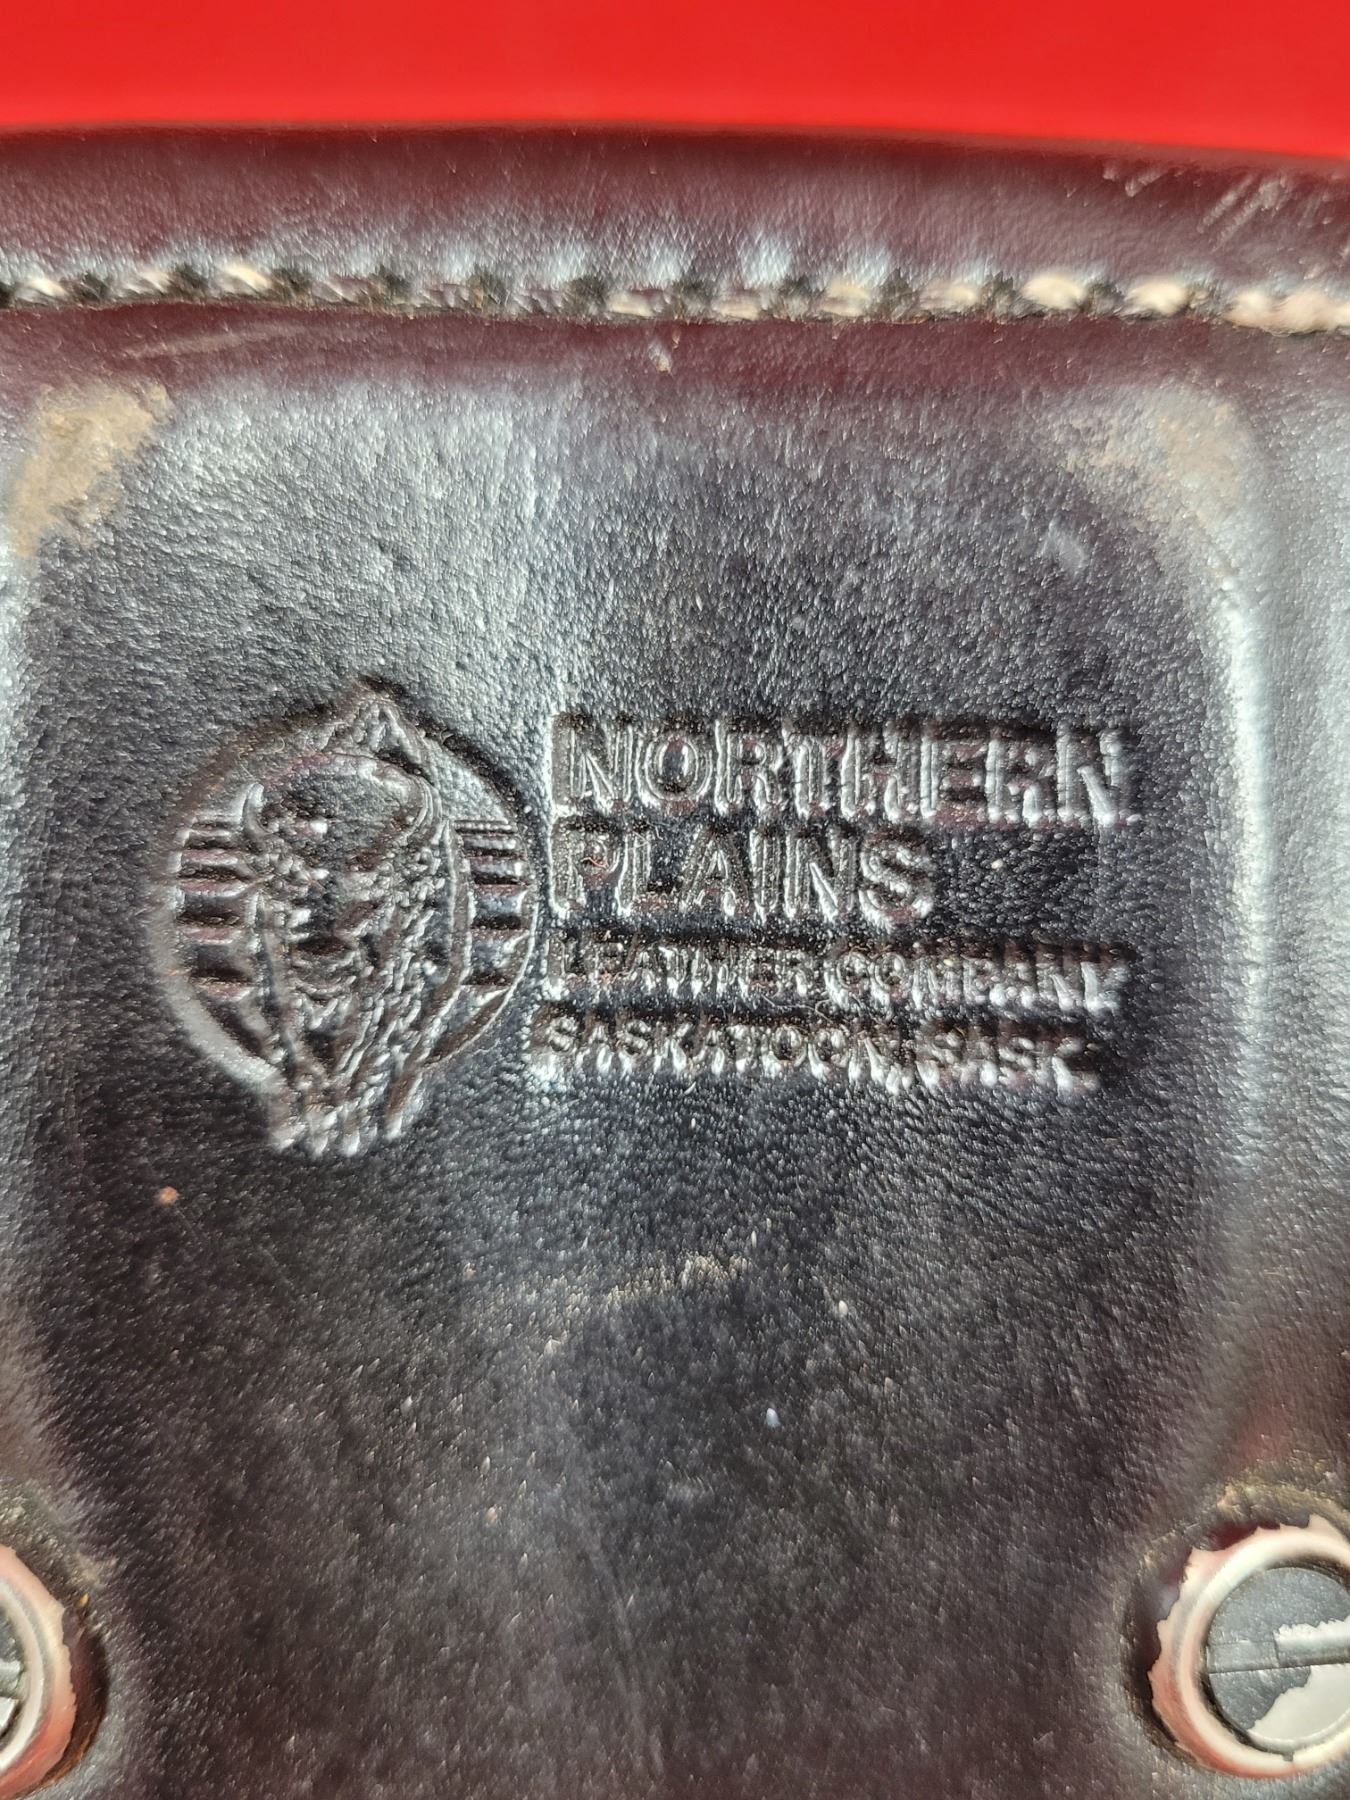 NORTHERN
PLAINS
LEATHER COMPANY
SASKATOON, SASK.